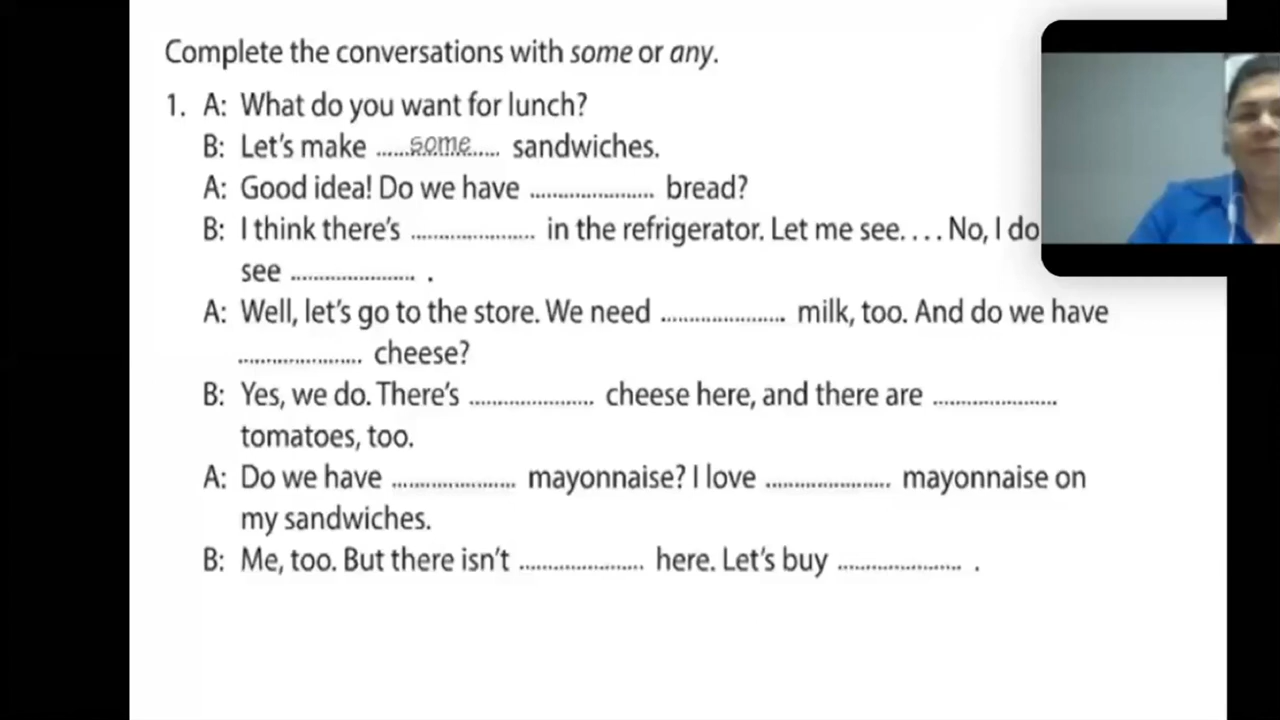 Complete the conversations with some or any.
1. A: What do you want for lunch?
B: Let's make ......some...... sandwiches.
A: Good idea! Do we have ...................... bread?
B: I think there's ...................... in the refrigerator. Let me see. . . . No, I do
see ...................... .
A: Well, let's go to the store. We need ...................... milk, too. And do we have
...................... cheese?
B: Yes, we do. There's ...................... cheese here, and there are ......................
tomatoes, too.
A: Do we have ...................... mayonnaise? I love ...................... mayonnaise on
my sandwiches.
B: Me, too. But there isn't ...................... here. Let's buy ...................... .